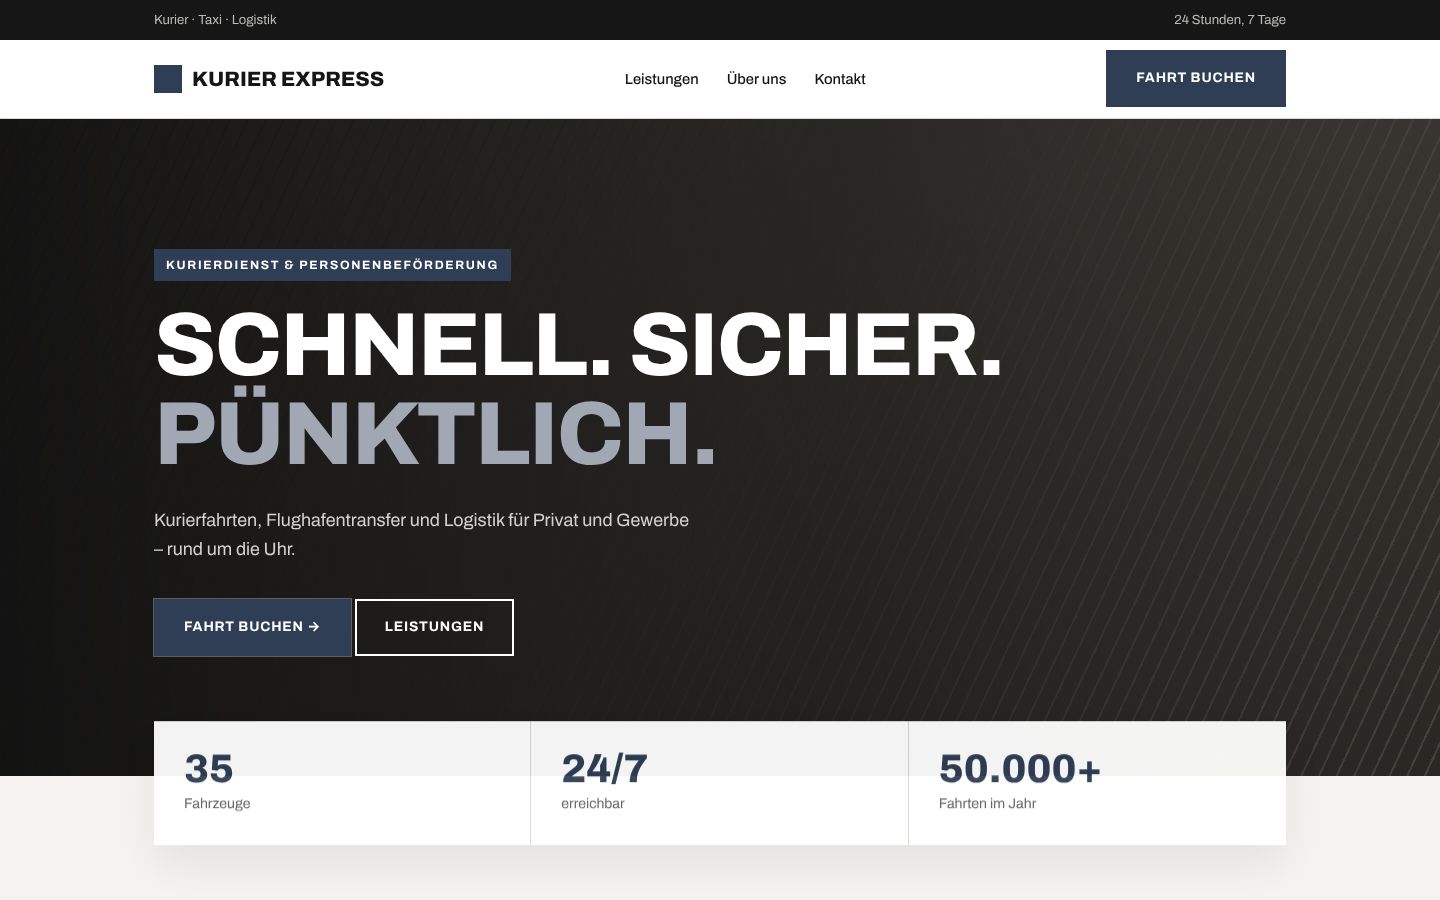 Kurier · Taxi · Logistik
24 Stunden, 7 Tage
KURIER EXPRESS
Leistungen
Über uns
Kontakt
FAHRT BUCHEN
KURIERDIENST & PERSONENBEFÖRDERUNG
SCHNELL. SICHER.
PÜNKTLICH.
Kurierfahrten, Flughafentransfer und Logistik für Privat und Gewerbe
– rund um die Uhr.
FAHRT BUCHEN →
LEISTUNGEN
35
Fahrzeuge
24/7
erreichbar
50.000+
Fahrten im Jahr